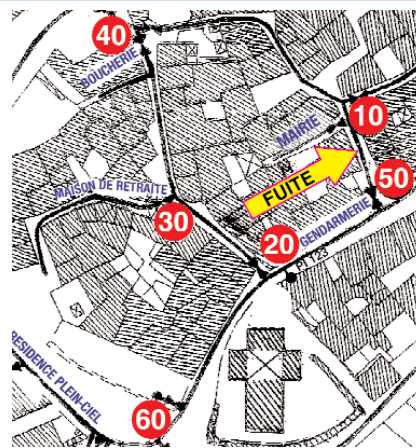 40
BOUCHERIE
10
MAIRIE
50
FUITE
MAISON DE RETRAITE
30
20
GENDARMERIE
RESIDENCE PLEIN-CIEL
60